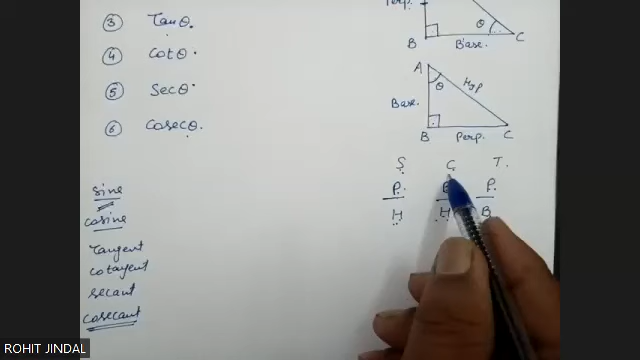 Perp.
θ
B
Base.
C
③ Tanθ.
④ Cotθ.
⑤ Secθ.
⑥ Cosecθ.
A
θ
Hyp
Base.
B
Perp.
C
S C T.
P B P
H H B
sine
cosine
Tangent
cotangent
secant
cosecant
ROHIT JINDAL